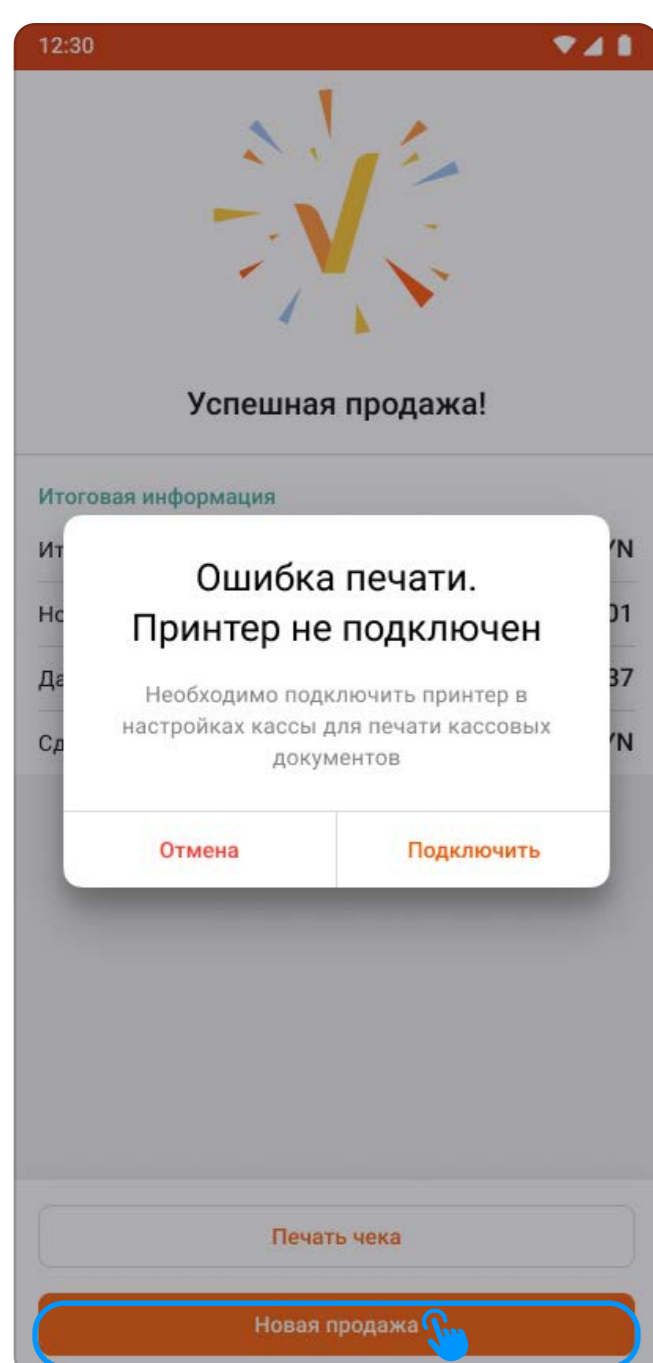 12:30
Успешная продажа!
Итоговая информация
Ошибка печати.
Принтер не подключен
Необходимо подключить принтер в
настройках кассы для печати кассовых
документов
Отмена Подключить
Печать чека
Новая продажа